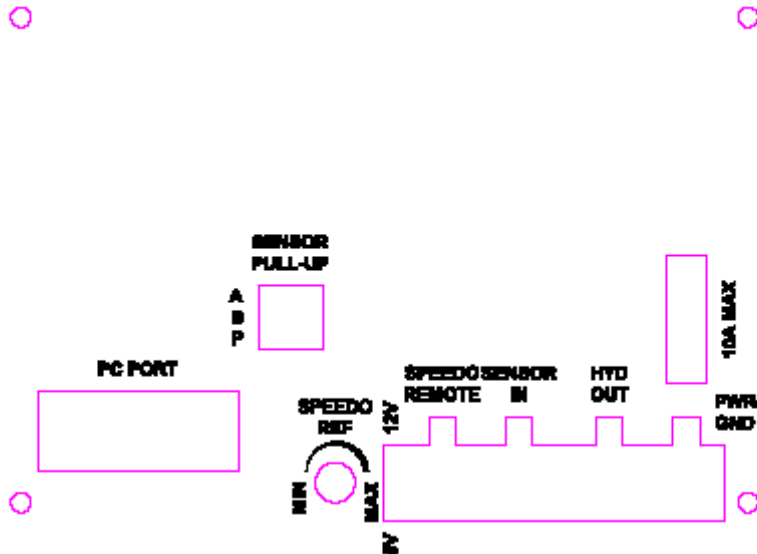 SENSOR
PULL-UP
A
B
P
10A MAX
PC PORT
SPEEDO
REF
MIN
MAX
12V
SPEEDO
REMOTE
SENSOR
IN
HYD
OUT
PWR
GND